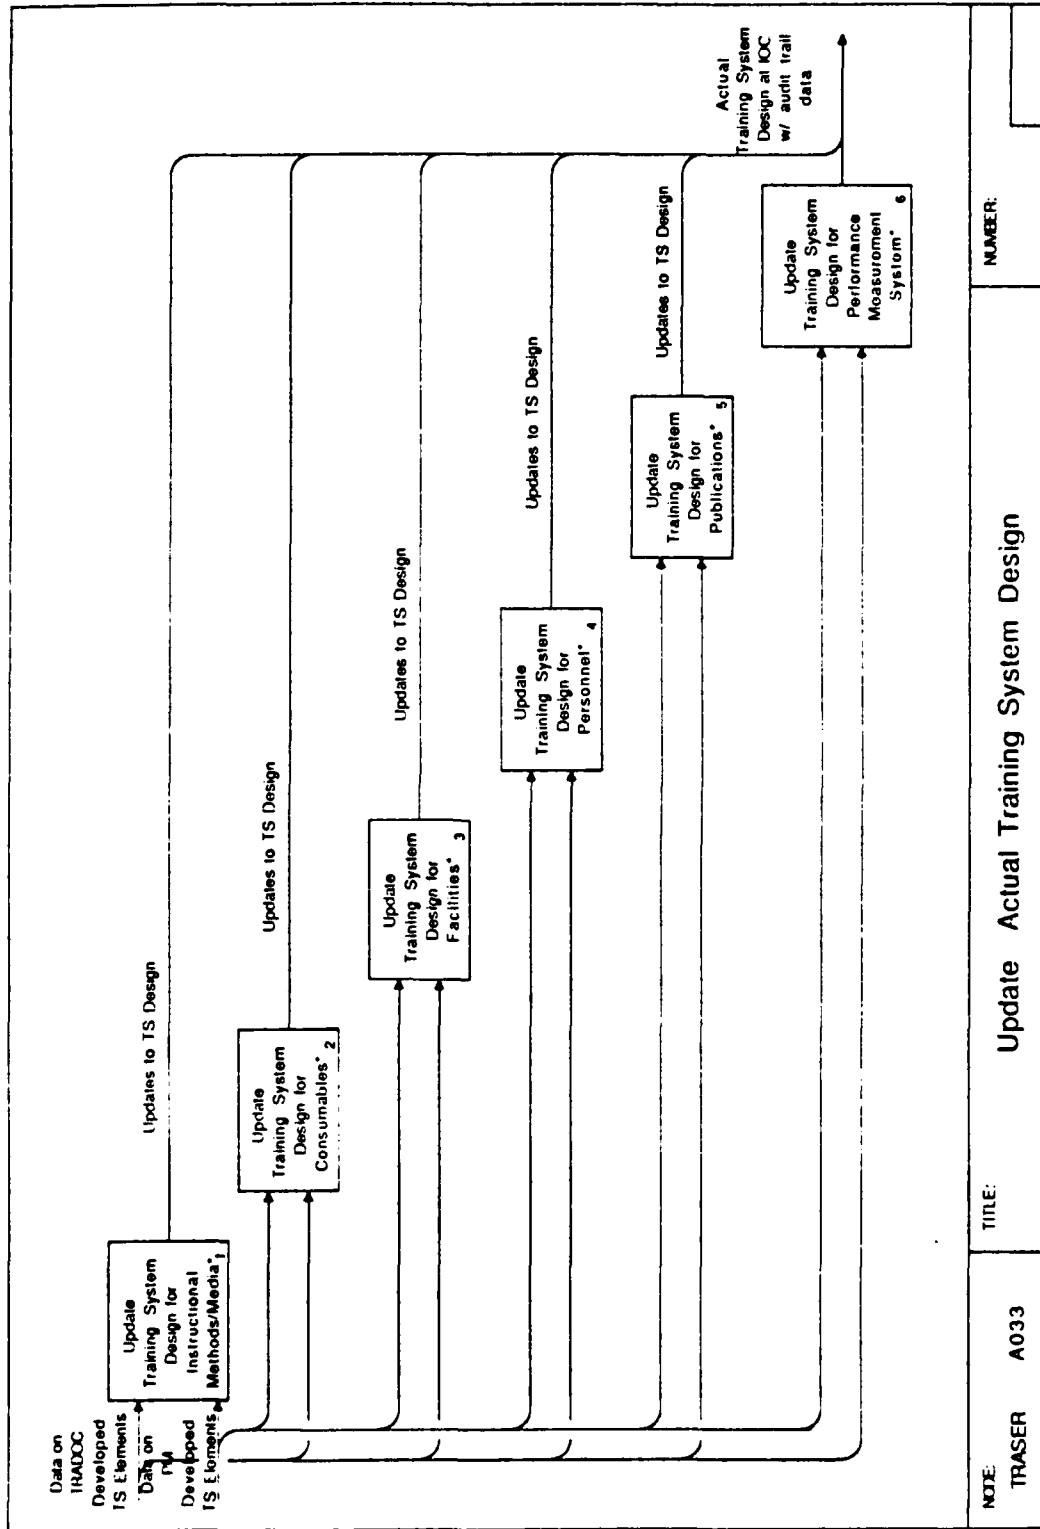 Data on
TRADOC
Developed
TS Elements
Data on
PM
Developed
TS Elements
Update
Training System
Design for
Instructional
Methods/Media* 1
Updates to TS Design
Update
Training System
Design for
Consumables* 2
Updates to TS Design
Update
Training System
Design for
Facilities* 3
Updates to TS Design
Update
Training System
Design for
Personnel* 4
Updates to TS Design
Update
Training System
Design for
Publications* 5
Updates to TS Design
Update
Training System
Design for
Performance
Measurement
System* 6
Actual
Training System
Design at IOC
w/ audit trail
data
NODE:
TRASER A033
TITLE:
Update Actual Training System Design
NUMBER: